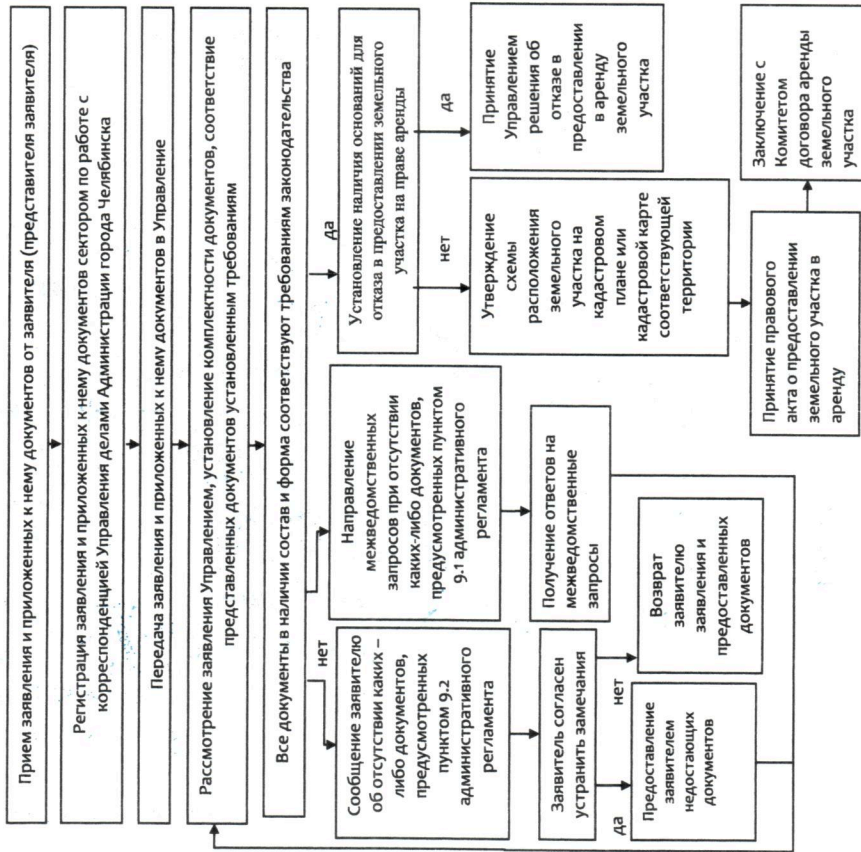 Прием заявления и приложенных к нему документов от заявителя (представителя заявителя)
Регистрация заявления и приложенных к нему документов сектором по работе с
корреспонденцией Управления делами Администрации города Челябинска
Передача заявления и приложенных к нему документов в Управление
Рассмотрение заявления Управлением, установление комплектности документов, соответствие
представленных документов установленным требованиям
Все документы в наличии состав и форма соответствуют требованиям законодательства
нет
да
Сообщение заявителю
об отсутствии каких –
либо документов,
предусмотренных
пунктом 9.2
административного
регламента
Направление
межведомственных
запросов при отсутствии
каких-либо документов,
предусмотренных пунктом
9.1 административного
регламента
Установление наличия оснований для
отказа в предоставлении земельного
участка на праве аренды
нет
да
Заявитель согласен
устранить замечания
Получение ответов на
межведомственные
запросы
Утверждение
схемы
расположения
земельного
участка на
кадастровом
плане или
кадастровой карте
соответствующей
территории
Принятие
Управлением
решения об
отказе в
предоставлении
в аренду
земельного
участка
да
нет
Предоставление
заявителем
недостающих
документов
Возврат
заявителю
заявления и
предоставленных
документов
Принятие правового
акта о предоставлении
земельного участка в
аренду
Заключение с
Комитетом
договора аренды
земельного
участка